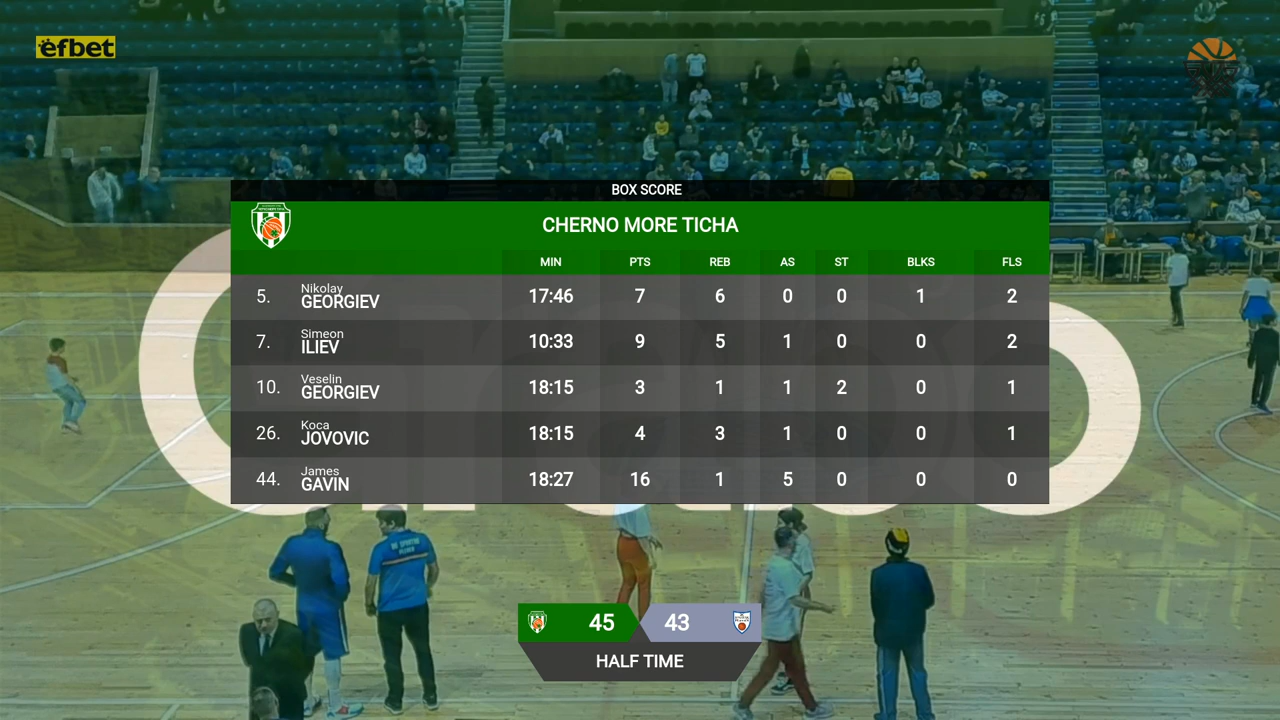 efbet
BOX SCORE
CHERNO MORE TICHA
MIN PTS REB AS ST BLKS FLS
5. Nikolay GEORGIEV 17:46 7 6 0 0 1 2
7. Simeon ILIEV 10:33 9 5 1 0 0 2
10. Veselin GEORGIEV 18:15 3 1 1 2 0 1
26. Koca JOVOVIC 18:15 4 3 1 0 0 1
44. James GAVIN 18:27 16 1 5 0 0 0
45 43
HALF TIME